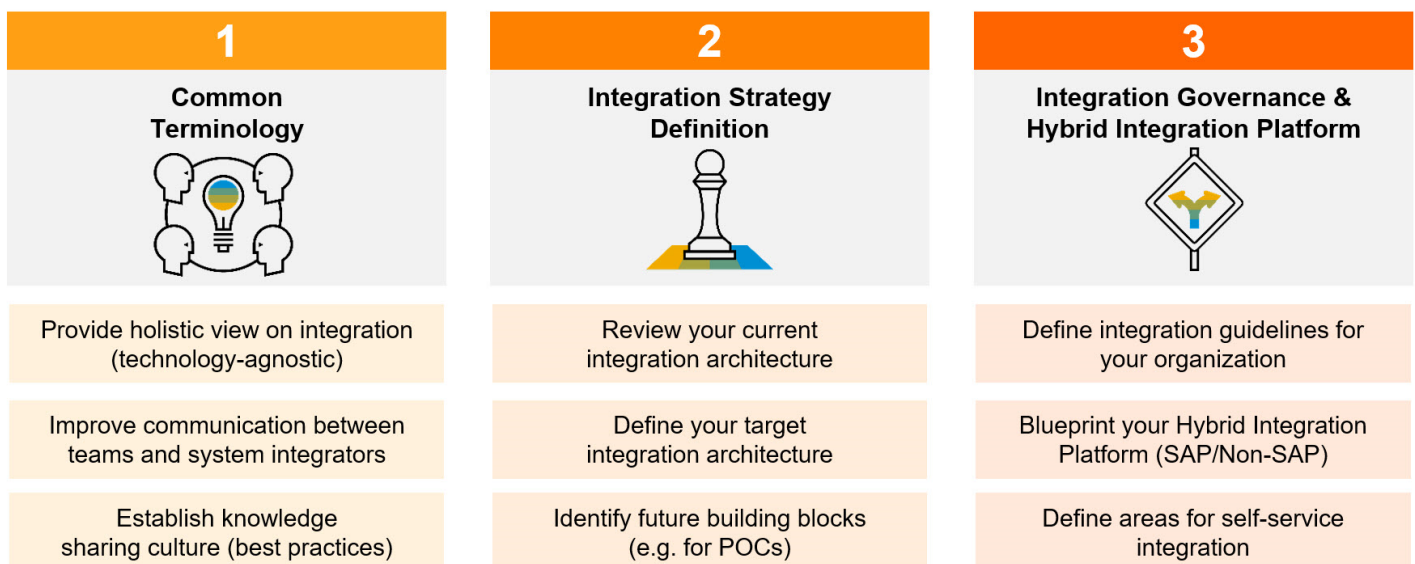 1
Common
Terminology
Provide holistic view on integration
(technology-agnostic)
Improve communication between
teams and system integrators
Establish knowledge
sharing culture (best practices)
2
Integration Strategy
Definition
Review your current
integration architecture
Define your target
integration architecture
Identify future building blocks
(e.g. for POCs)
3
Integration Governance &
Hybrid Integration Platform
Define integration guidelines for
your organization
Blueprint your Hybrid Integration
Platform (SAP/Non-SAP)
Define areas for self-service
integration